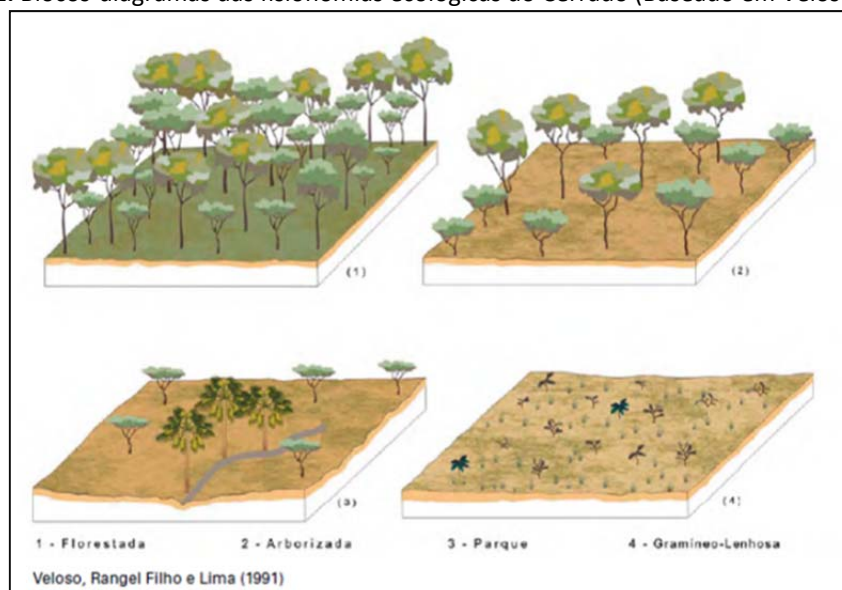 Blocos-diagramas das fisionomias ecológicas do Cerrado (Baseado em
(1)
(2)
(3)
(4)
1 - Florestada 2 - Arborizada 3 - Parque 4 - Gramíneo-Lenhosa
Veloso, Rangel Filho e Lima (1991)